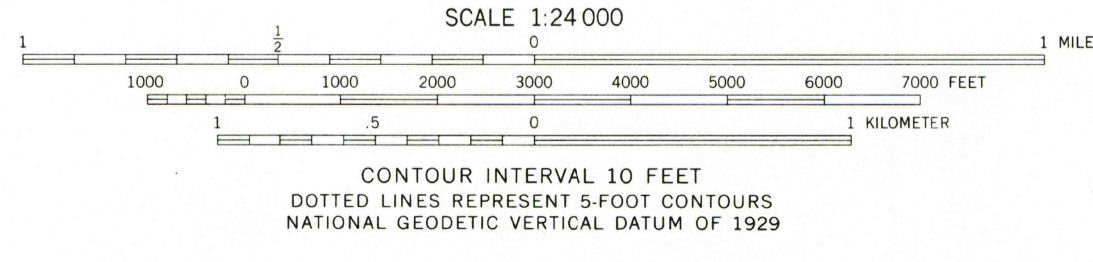 SCALE 1:24 000
1 1/2 0 1 MILE
1000 0 1000 2000 3000 4000 5000 6000 7000 FEET
1 .5 0 1 KILOMETER
CONTOUR INTERVAL 10 FEET
DOTTED LINES REPRESENT 5-FOOT CONTOURS
NATIONAL GEODETIC VERTICAL DATUM OF 1929